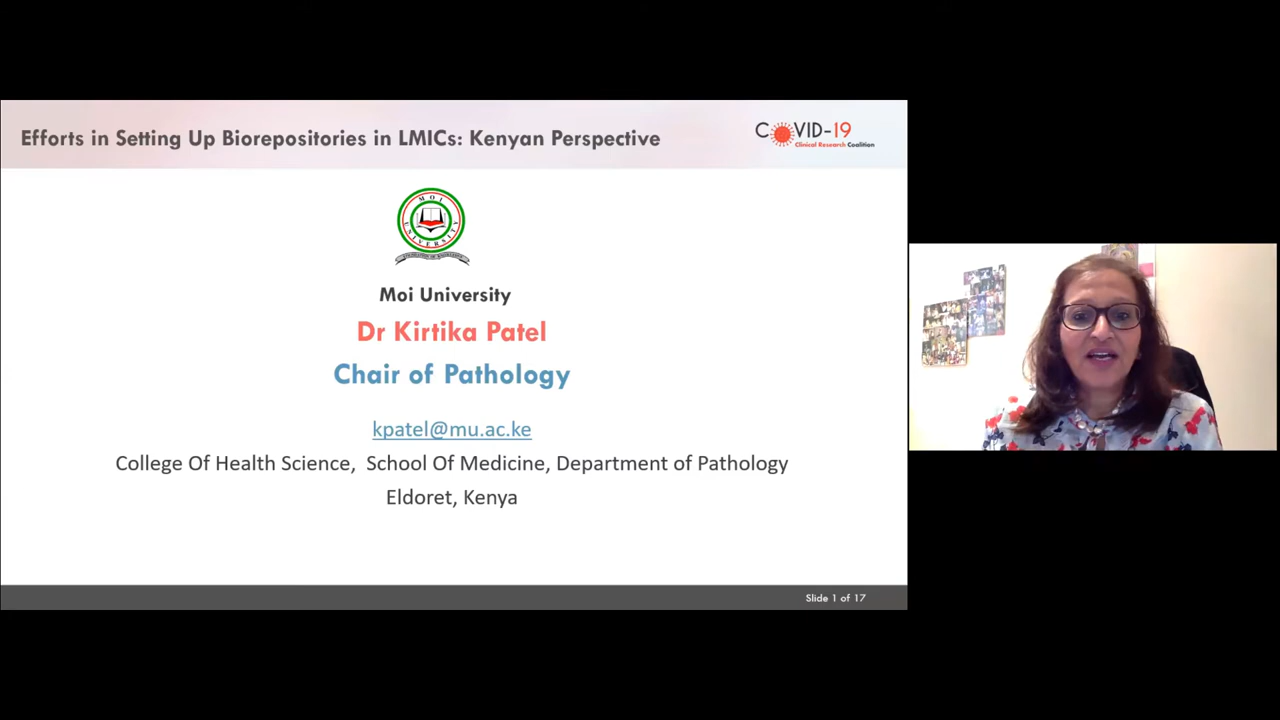 Efforts in Setting Up Biorepositories in LMICs: Kenyan Perspective
COVID-19
Clinical Research Coalition
MOI UNIVERSITY
Moi University
Dr Kirtika Patel
Chair of Pathology
kpatel@mu.ac.ke
College Of Health Science, School Of Medicine, Department of Pathology
Eldoret, Kenya
Slide 1 of 17